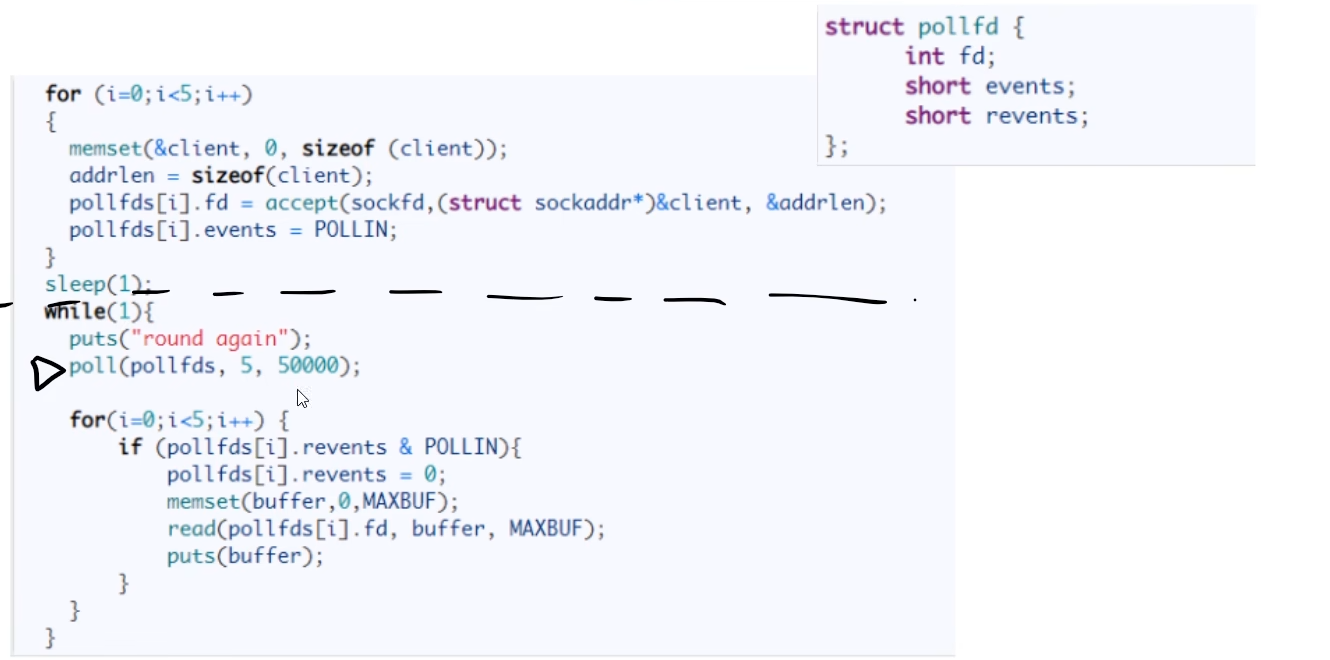 struct pollfd {
int fd;
short events;
short revents;
};
for (i=0;i<5;i++)
{
memset(&client, 0, sizeof (client));
addrlen = sizeof(client);
pollfds[i].fd = accept(sockfd,(struct sockaddr*)&client, &addrlen);
pollfds[i].events = POLLIN;
}
sleep(1);
while(1){
puts("round again");
poll(pollfds, 5, 50000);
for(i=0;i<5;i++) {
if (pollfds[i].revents & POLLIN){
pollfds[i].revents = 0;
memset(buffer,0,MAXBUF);
read(pollfds[i].fd, buffer, MAXBUF);
puts(buffer);
}
}
}